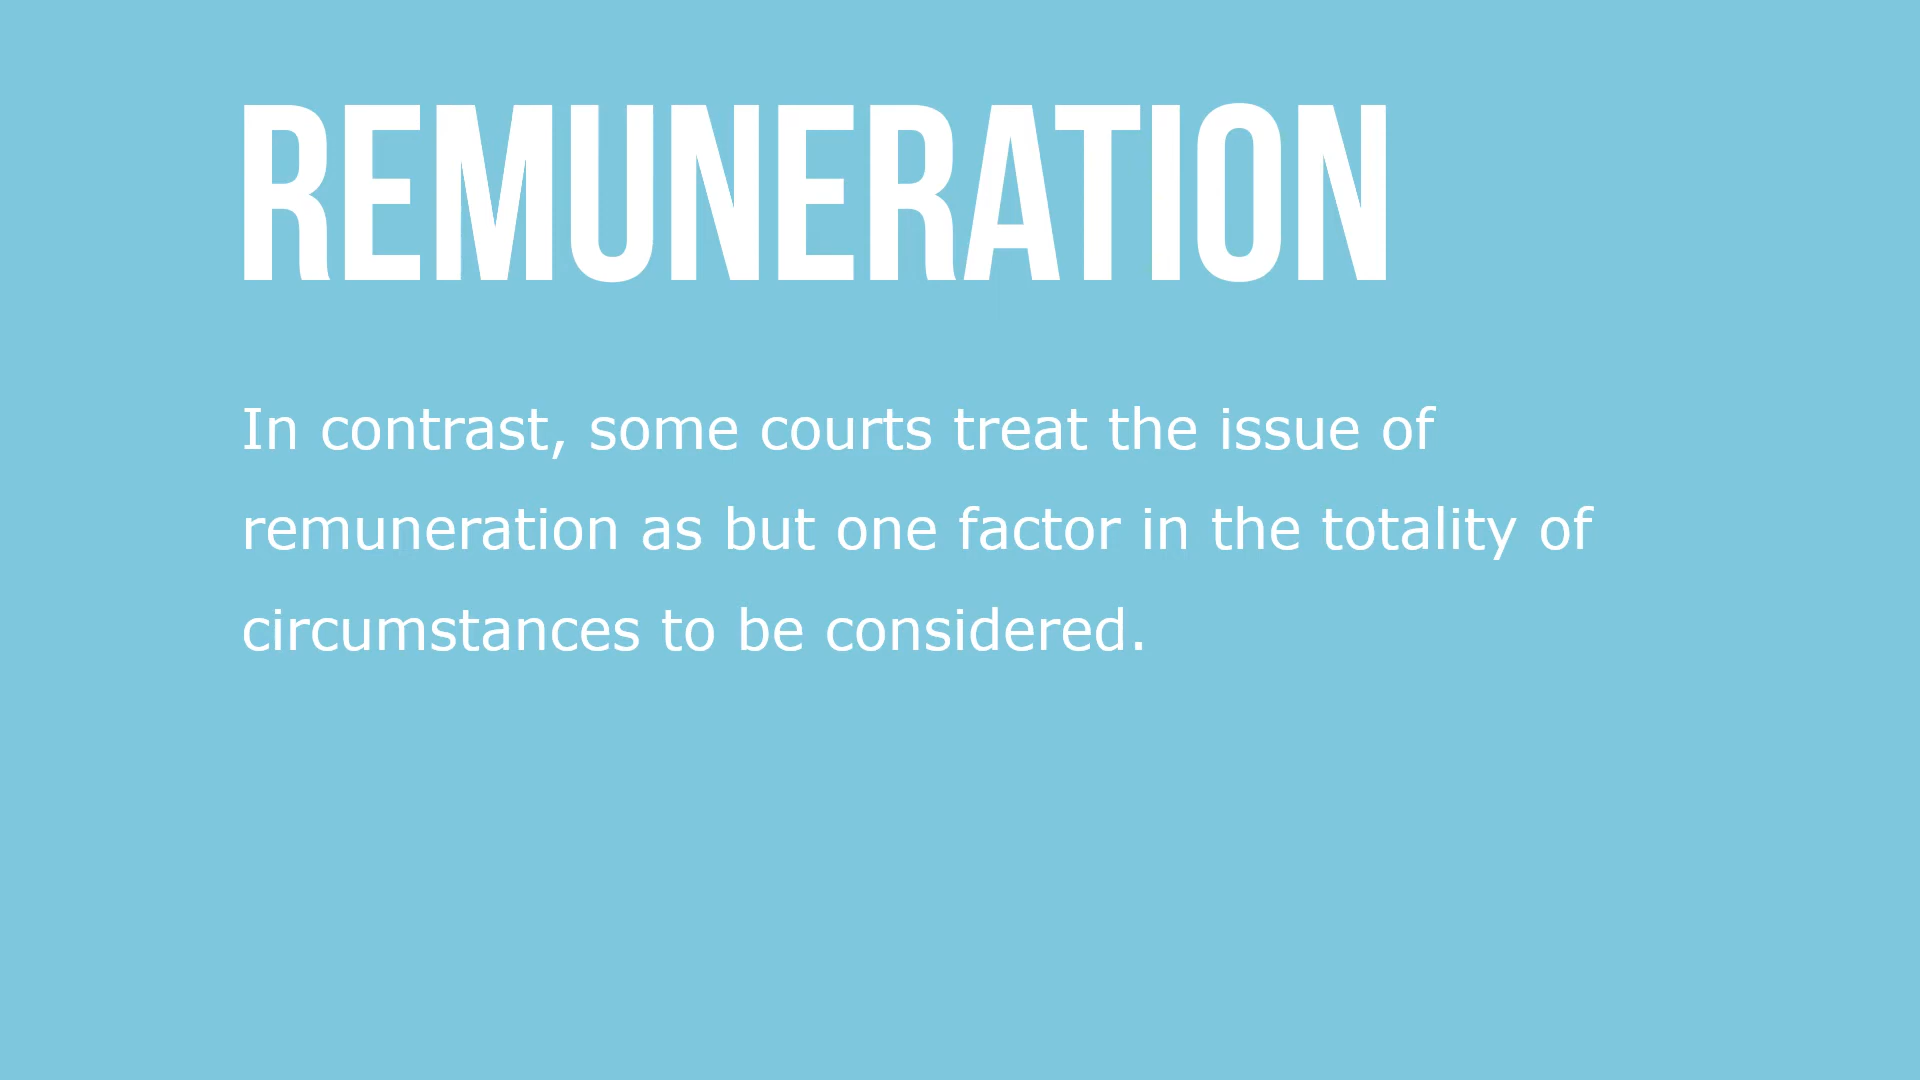 REMUNERATION
In contrast, some courts treat the issue of
remuneration as but one factor in the totality of
circumstances to be considered.